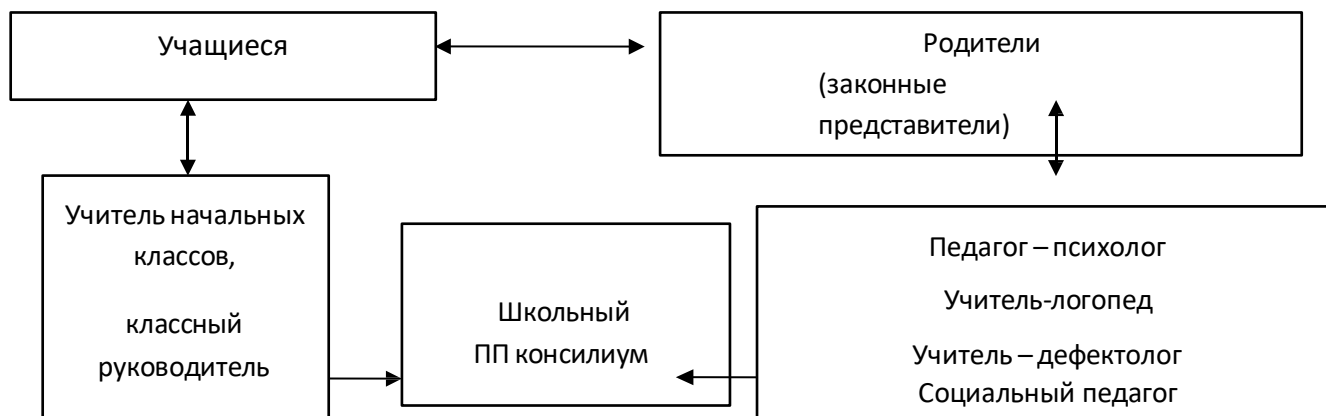 Учащиеся
Родители
(законные
представители)
Учитель начальных
классов,
классный
руководитель
Школьный
ПП консилиум
Педагог – психолог
Учитель-логопед
Учитель – дефектолог
Социальный педагог